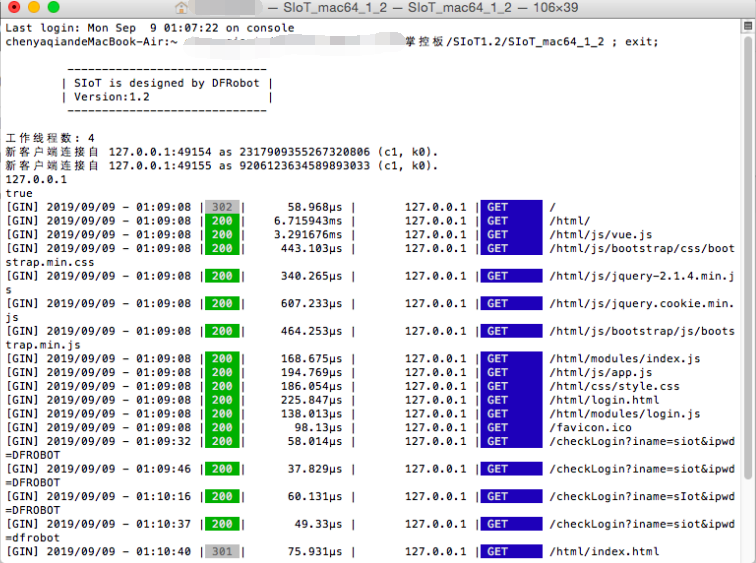 — SIoT_mac64_1_2 — SIoT_mac64_1_2 — 106×39
Last login: Mon Sep  9 01:07:22 on console
chenyaqiandeMacBook-Air:~ 掌控板/SIoT1.2/SIoT_mac64_1_2 ; exit;
-----------------------------
| SIoT is designed by DFRobot |
| Version:1.2 |
-----------------------------
工作线程数: 4
新客户端连接自 127.0.0.1:49154 as 2317909355267320806 (c1, k0).
新客户端连接自 127.0.0.1:49155 as 9206123634589893033 (c1, k0).
127.0.0.1
true
[GIN] 2019/09/09 - 01:09:08 | 302 | 58.968µs | 127.0.0.1 | GET /
[GIN] 2019/09/09 - 01:09:08 | 200 | 6.715943ms | 127.0.0.1 | GET /html/
[GIN] 2019/09/09 - 01:09:08 | 200 | 3.291676ms | 127.0.0.1 | GET /html/js/vue.js
[GIN] 2019/09/09 - 01:09:08 | 200 | 443.103µs | 127.0.0.1 | GET /html/js/bootstrap/css/boot
strap.min.css
[GIN] 2019/09/09 - 01:09:08 | 200 | 340.265µs | 127.0.0.1 | GET /html/js/jquery-2.1.4.min.j
s
[GIN] 2019/09/09 - 01:09:08 | 200 | 607.233µs | 127.0.0.1 | GET /html/js/jquery.cookie.min.
js
[GIN] 2019/09/09 - 01:09:08 | 200 | 464.253µs | 127.0.0.1 | GET /html/js/bootstrap/js/boots
trap.min.js
[GIN] 2019/09/09 - 01:09:08 | 200 | 168.675µs | 127.0.0.1 | GET /html/modules/index.js
[GIN] 2019/09/09 - 01:09:08 | 200 | 194.769µs | 127.0.0.1 | GET /html/js/app.js
[GIN] 2019/09/09 - 01:09:08 | 200 | 186.054µs | 127.0.0.1 | GET /html/css/style.css
[GIN] 2019/09/09 - 01:09:08 | 200 | 225.847µs | 127.0.0.1 | GET /html/login.html
[GIN] 2019/09/09 - 01:09:08 | 200 | 138.013µs | 127.0.0.1 | GET /html/modules/login.js
[GIN] 2019/09/09 - 01:09:08 | 200 | 98.13µs | 127.0.0.1 | GET /favicon.ico
[GIN] 2019/09/09 - 01:09:32 | 200 | 58.014µs | 127.0.0.1 | GET /checkLogin?iname=siot&ipwd
=DFROBOT
[GIN] 2019/09/09 - 01:09:46 | 200 | 37.829µs | 127.0.0.1 | GET /checkLogin?iname=siot&ipwd
=DFROBOT
[GIN] 2019/09/09 - 01:10:16 | 200 | 60.131µs | 127.0.0.1 | GET /checkLogin?iname=sIot&ipwd
=DFROBOT
[GIN] 2019/09/09 - 01:10:37 | 200 | 49.33µs | 127.0.0.1 | GET /checkLogin?iname=siot&ipwd
=dfrobot
[GIN] 2019/09/09 - 01:10:40 | 301 | 75.931µs | 127.0.0.1 | GET /html/index.html